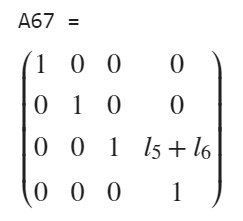 A67 =
1 0 0 0
0 1 0 0
0 0 1 l₅ + l₆
0 0 0 1